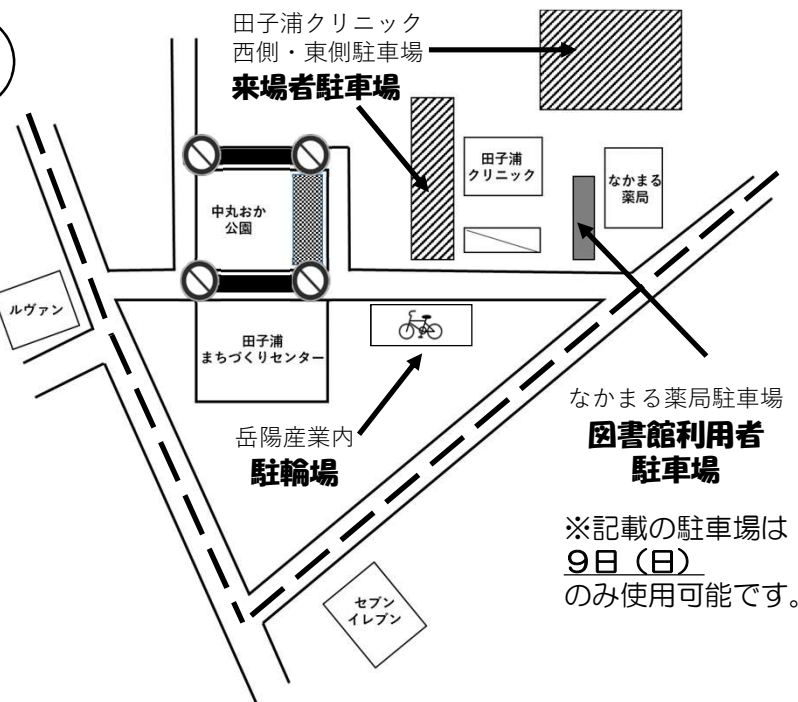 田子浦クリニック
西側・東側駐車場
来場者駐車場
田子浦
クリニック
なかまる
薬局
中丸おか
公園
ルヴァン
田子浦
まちづくりセンター
岳陽産業内
駐輪場
なかまる薬局駐車場
図書館利用者
駐車場
※記載の駐車場は
9日（日）
のみ使用可能です。
セブン
イレブン